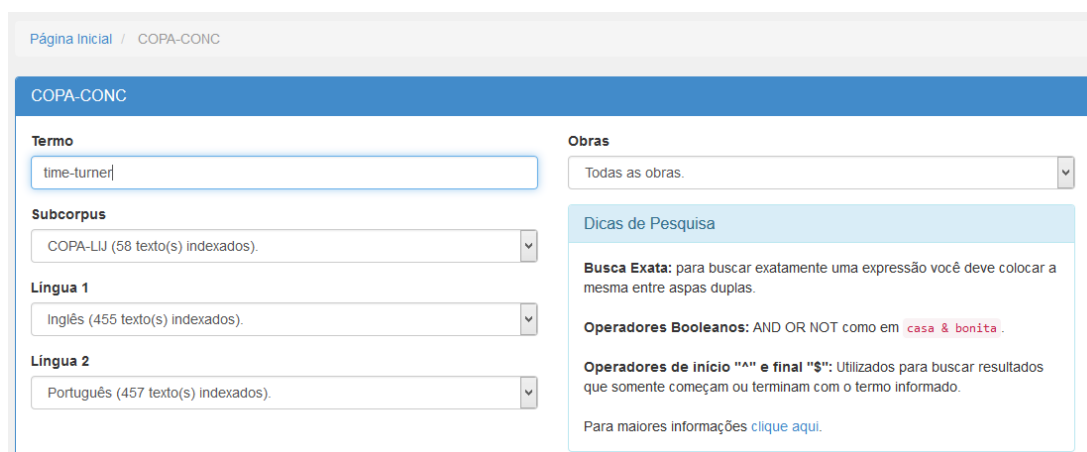 Página Inicial / COPA-CONC
COPA-CONC
Termo
time-turner
Subcorpus
COPA-LIJ (58 texto(s) indexados).
Língua 1
Inglês (455 texto(s) indexados).
Língua 2
Português (457 texto(s) indexados).
Obras
Todas as obras.
Dicas de Pesquisa
Busca Exata: para buscar exatamente uma expressão você deve colocar a
mesma entre aspas duplas.
Operadores Booleanos: AND OR NOT como em casa & bonita .
Operadores de início "^" e final "$": Utilizados para buscar resultados
que somente começam ou terminam com o termo informado.
Para maiores informações clique aqui.